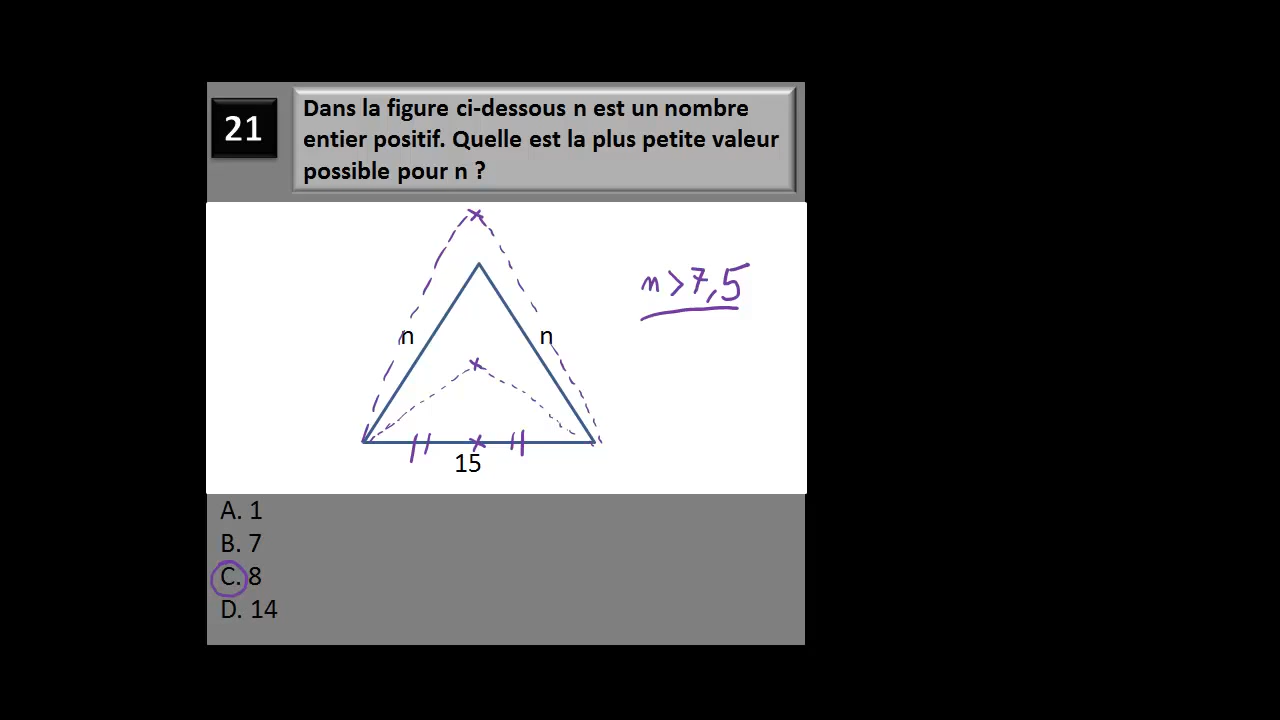 21
Dans la figure ci-dessous n est un nombre
entier positif. Quelle est la plus petite valeur
possible pour n ?
n > 7,5
n
n
15
A. 1
B. 7
C. 8
D. 14